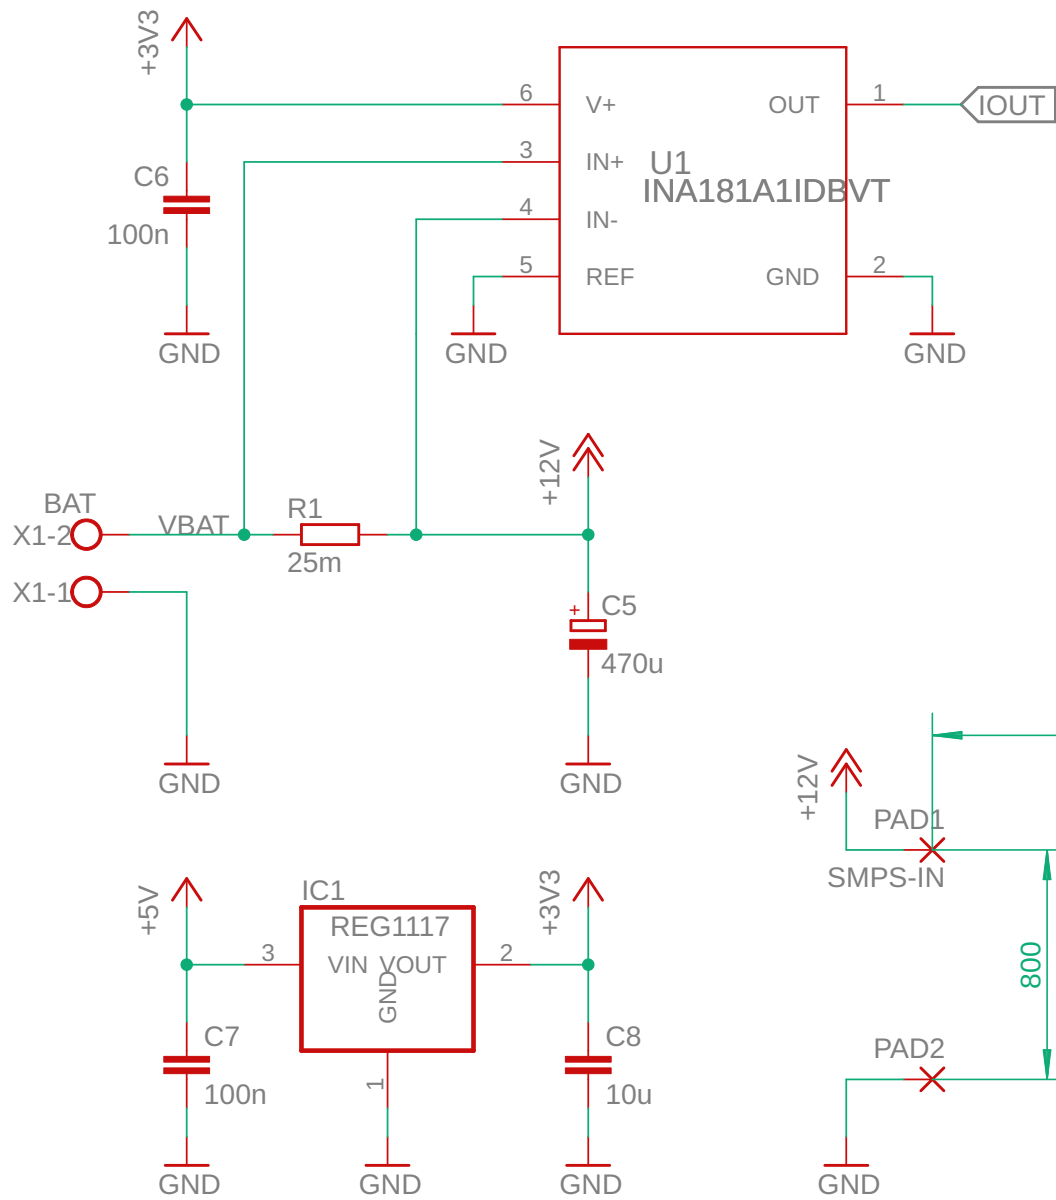 +3V3
6
V+
OUT
1
IOUT
3
IN+
U1
INA181A1IDBVT
C6
4
IN-
100n
5
REF
GND
2
GND
GND
GND
+12V
BAT
X1-2
VBAT
R1
25m
X1-1
+
C5
470u
GND
GND
+12V
PAD1
SMPS-IN
800
PAD2
GND
+5V
IC1
REG1117
+3V3
3
VIN
VOUT
2
GND
C7
100n
1
C8
10u
GND
GND
GND